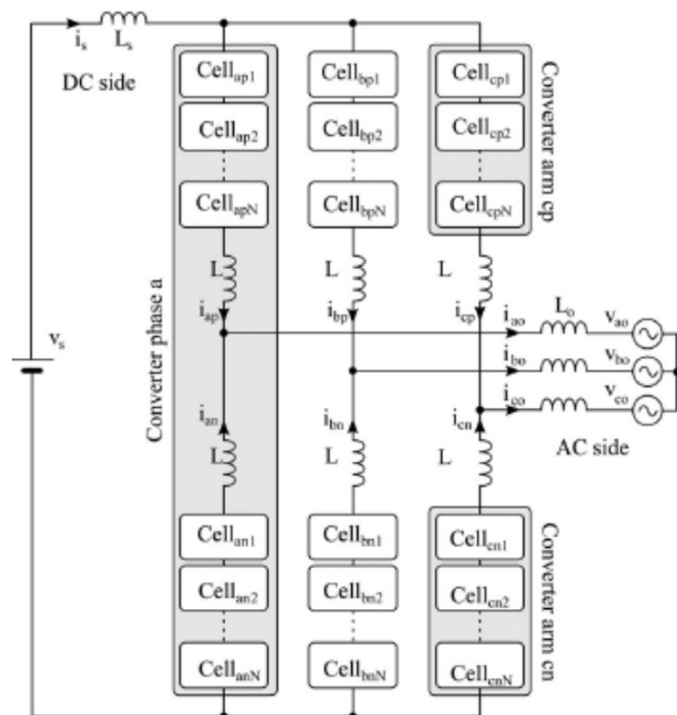 i_s L_s
DC side
Cell_ap1 Cell_bp1 Cell_cp1
Cell_ap2 Cell_bp2 Cell_cp2
Cell_apN Cell_bpN Cell_cpN
Converter arm cp
Converter phase a
L L L
i_ap i_bp i_cp i_ao L_o v_ao
v_s
i_bo v_bo
i_co v_co
i_an i_bn i_cn
L L L AC side
Cell_an1 Cell_bn1 Cell_cn1
Cell_an2 Cell_bn2 Cell_cn2
Cell_anN Cell_bnN Cell_cnN
Converter arm cn